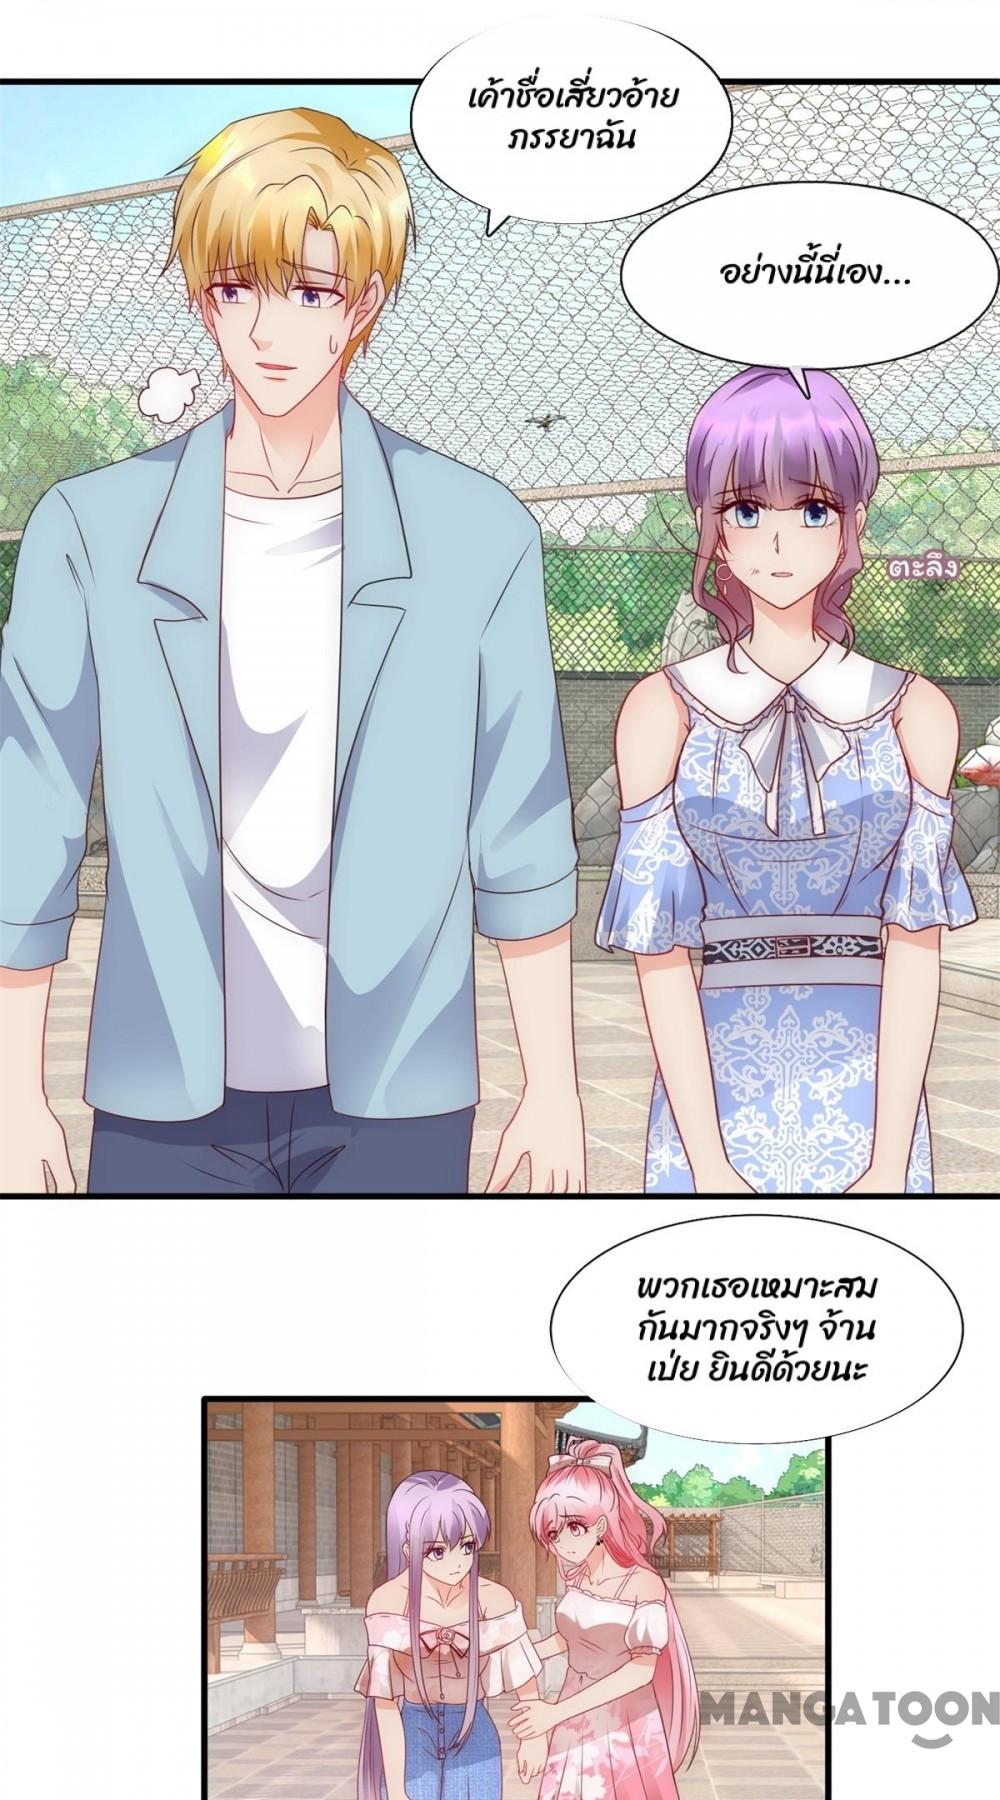 เค้าชื่อเสี่ยวอ้าย
ภรรยาฉัน
อย่างนี้นี่เอง...
ตะลึง
พวกเธอเหมาะสม
กันมากจริงๆ จ้าน
เป่ย ยินดีด้วยนะ
MANGATOON